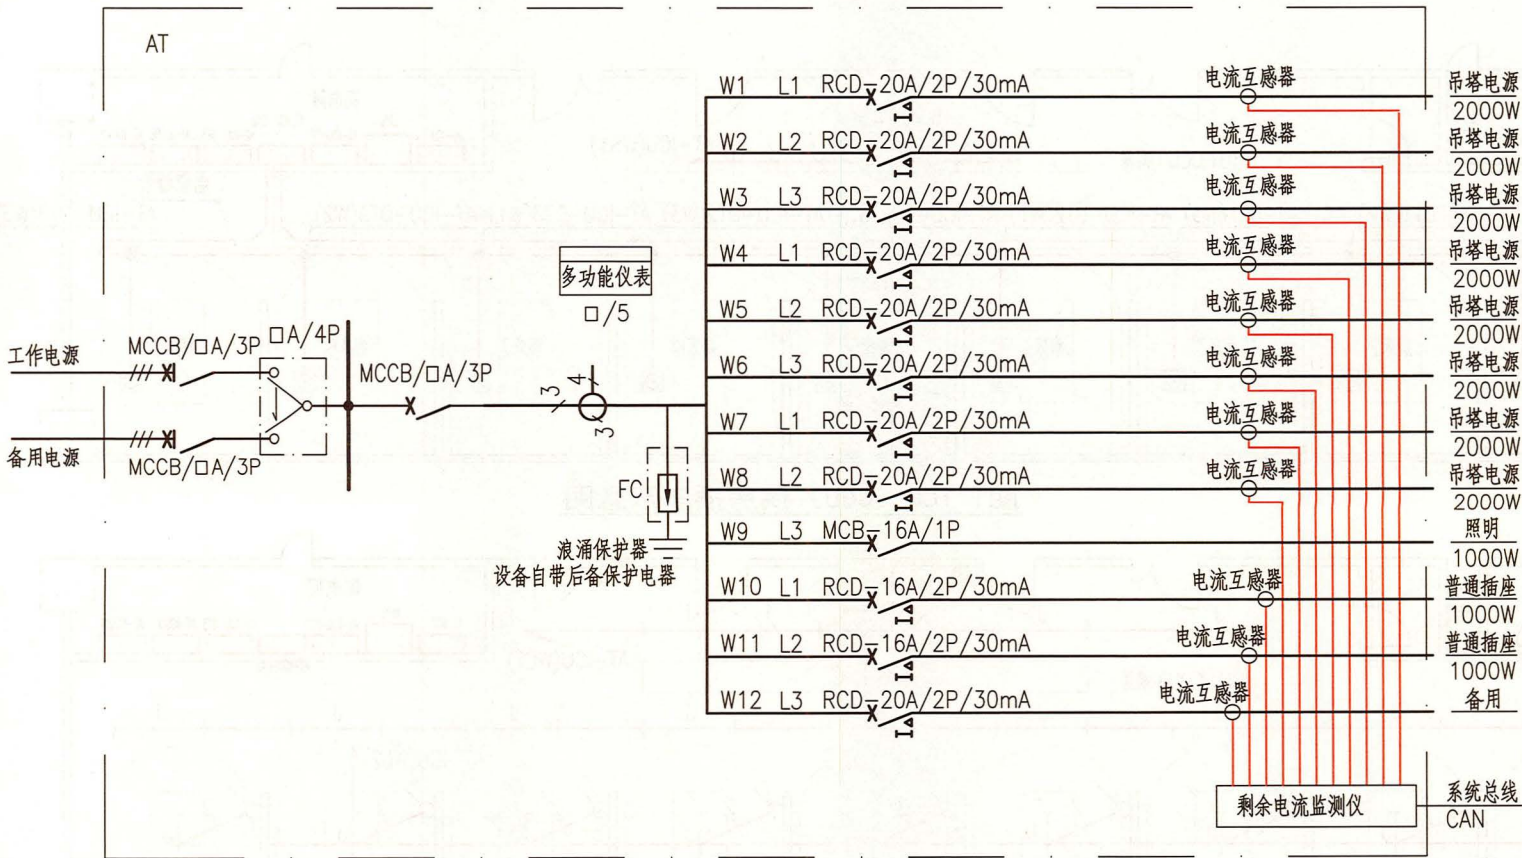 AT
W1 L1 RCD-20A/2P/30mA 电流互感器 吊塔电源
2000W
W2 L2 RCD-20A/2P/30mA 电流互感器 吊塔电源
2000W
W3 L3 RCD-20A/2P/30mA 电流互感器 吊塔电源
2000W
W4 L1 RCD-20A/2P/30mA 电流互感器 吊塔电源
2000W
W5 L2 RCD-20A/2P/30mA 电流互感器 吊塔电源
2000W
W6 L3 RCD-20A/2P/30mA 电流互感器 吊塔电源
2000W
W7 L1 RCD-20A/2P/30mA 电流互感器 吊塔电源
2000W
W8 L2 RCD-20A/2P/30mA 电流互感器 吊塔电源
2000W
W9 L3 MCB-16A/1P 照明
1000W
W10 L1 RCD-16A/2P/30mA 电流互感器 普通插座
1000W
W11 L2 RCD-16A/2P/30mA 电流互感器 普通插座
1000W
W12 L3 RCD-20A/2P/30mA 电流互感器 备用
多功能仪表
□/5
工作电源
MCCB/□A/3P
□A/4P
MCCB/□A/3P
3
4
3
备用电源
MCCB/□A/3P
FC
浪涌保护器
设备自带后备保护电器
剩余电流监测仪
系统总线
CAN